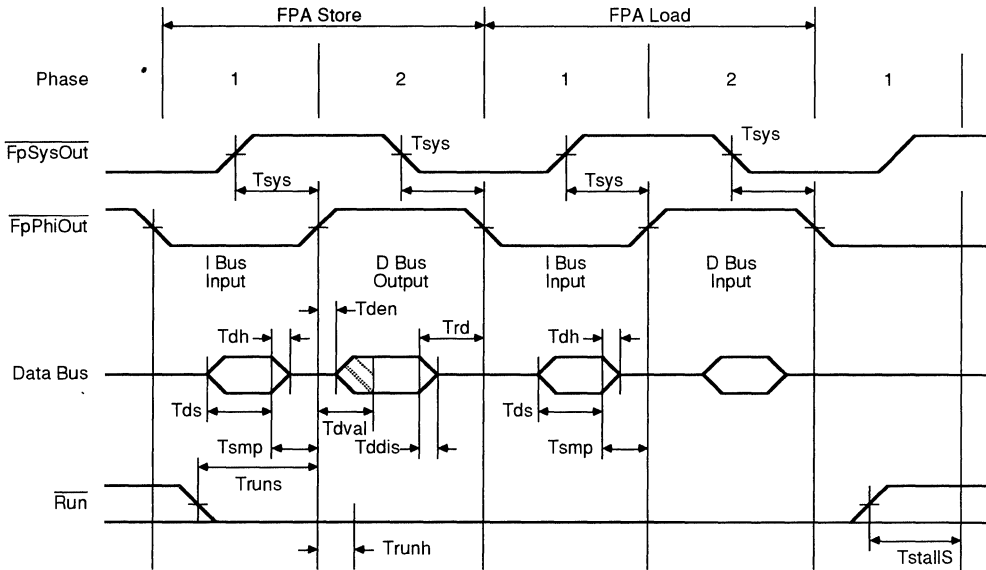 FPA Store FPA Load
Phase 1 2 1 2 1
FpSysOut Tsys Tsys
Tsys Tsys
FpPhiOut
I Bus Input D Bus Output I Bus Input D Bus Input
Tden
Tdh Trd Tdh
Data Bus
Tds Tdval Tds
Tsmp Tddis Tsmp
Truns
Run
Trunh TstallS